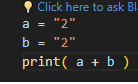 Click here to ask Bl
a = "2"
b = "2"
print( a + b )